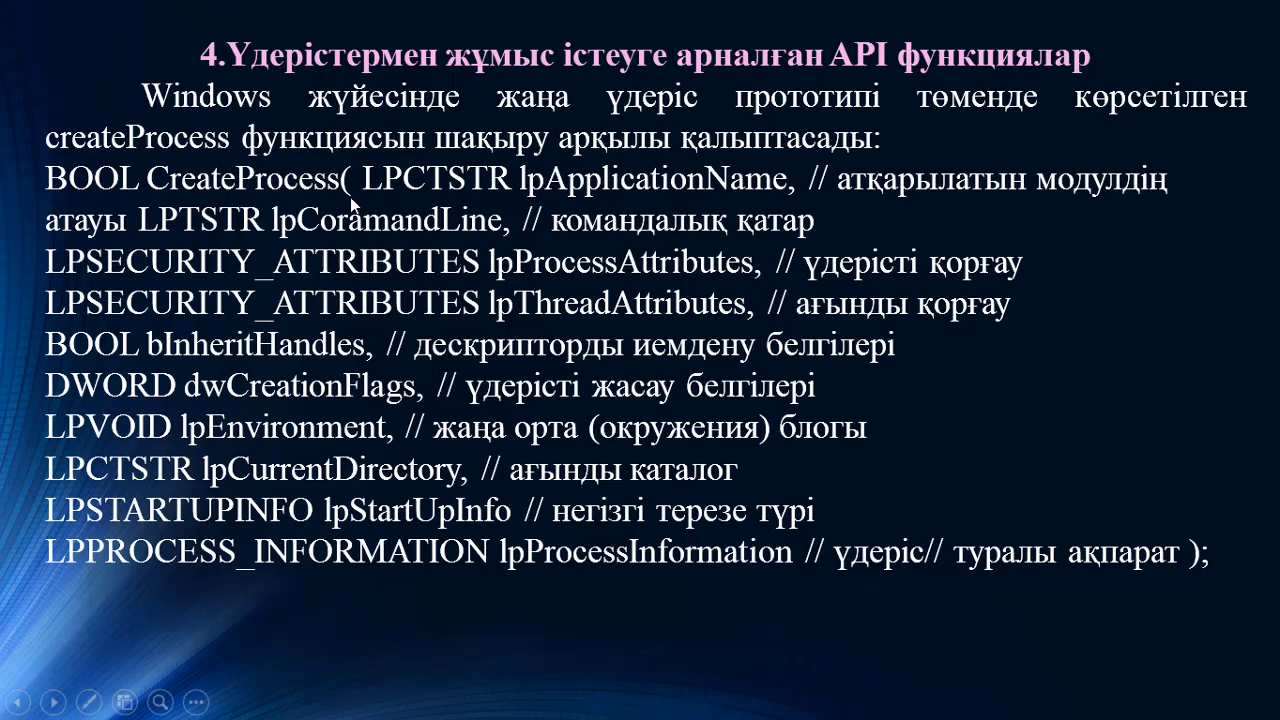 4.Үдерістермен жұмыс істеуге арналған API функциялар
Windows жүйесінде жаңа үдеріс прототипі төменде көрсетілген
createProcess функциясын шақыру арқылы қалыптасады:
BOOL CreateProcess( LPCTSTR lpApplicationName, // атқарылатын модулдің
атауы LPTSTR lpCoramandLine, // командалық қатар
LPSECURITY_ATTRIBUTES lpProcessAttributes, // үдерісті қорғау
LPSECURITY_ATTRIBUTES lpThreadAttributes, // ағынды қорғау
BOOL bInheritHandles, // дескрипторды иемдену белгілері
DWORD dwCreationFlags, // үдерісті жасау белгілері
LPVOID lpEnvironment, // жаңа орта (окружения) блогы
LPCTSTR lpCurrentDirectory, // ағынды каталог
LPSTARTUPINFO lpStartUpInfo // негізгі терезе түрі
LPPROCESS_INFORMATION lpProcessInformation // үдеріс// туралы ақпарат );